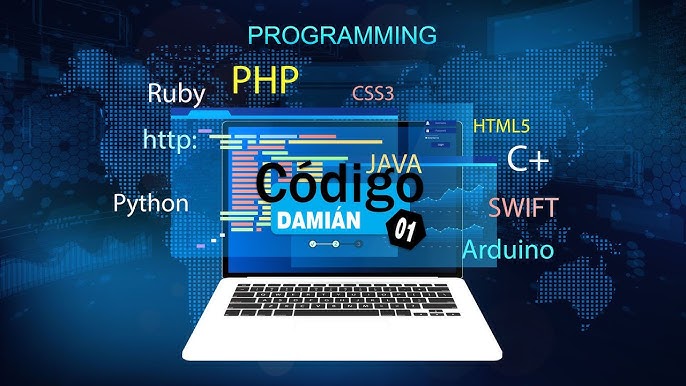 PROGRAMMING
PHP
Ruby
CSS3
http:
HTML5
JAVA
C+
Código
Python
SWIFT
DAMIÁN
01
Arduino